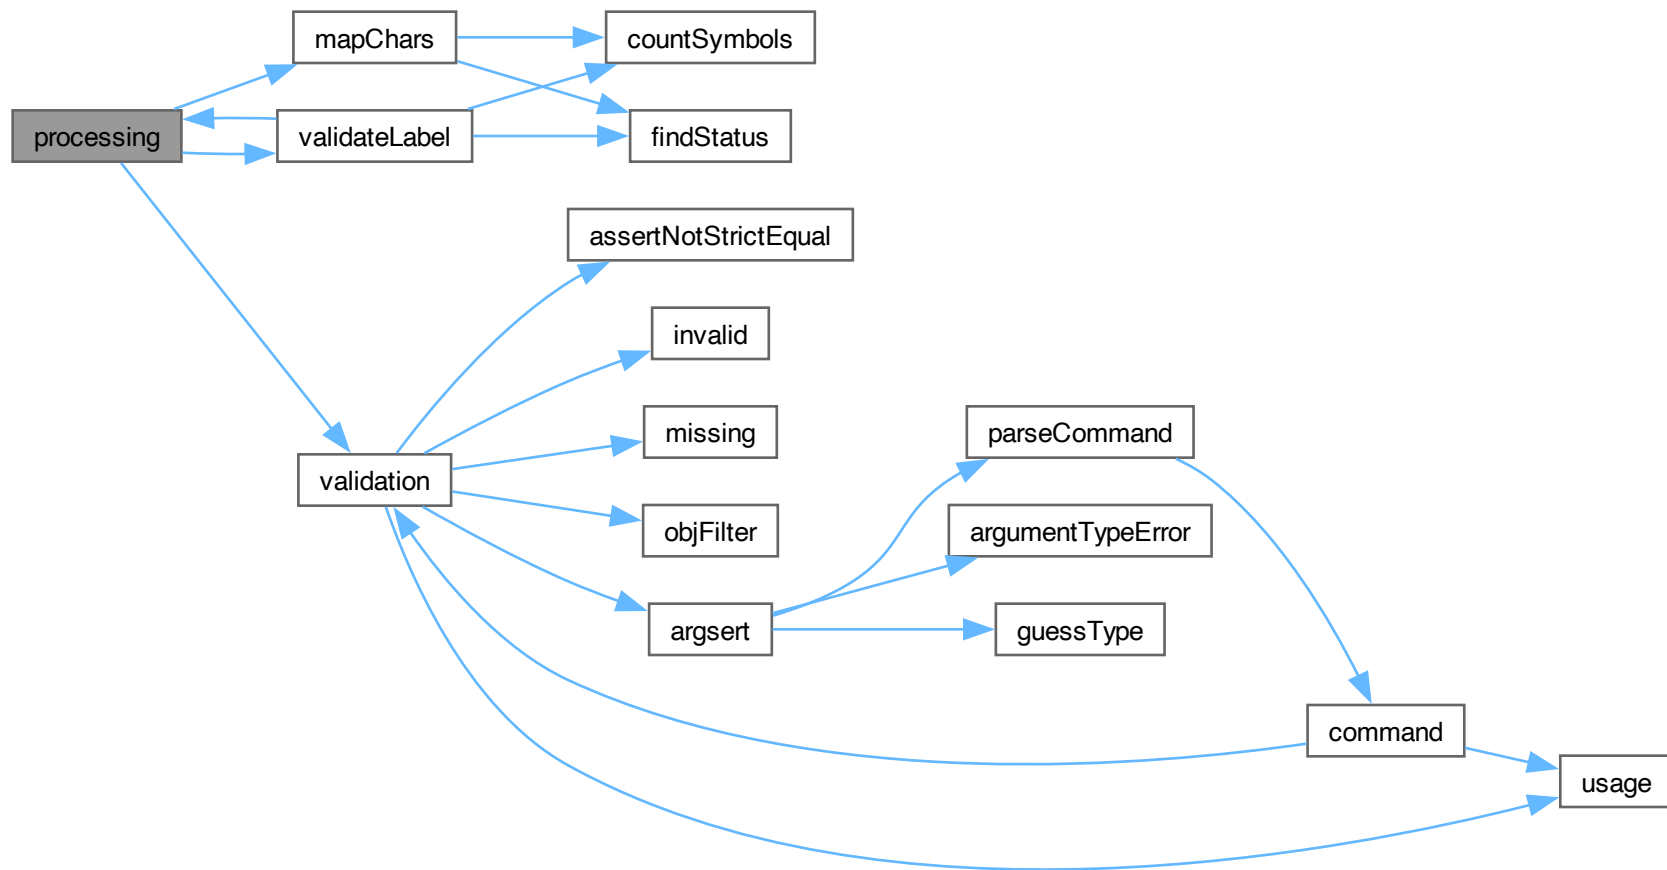 mapChars
countSymbols
processing
validateLabel
findStatus
assertNotStrictEqual
invalid
missing
parseCommand
validation
objFilter
argumentTypeError
argsert
guessType
command
usage